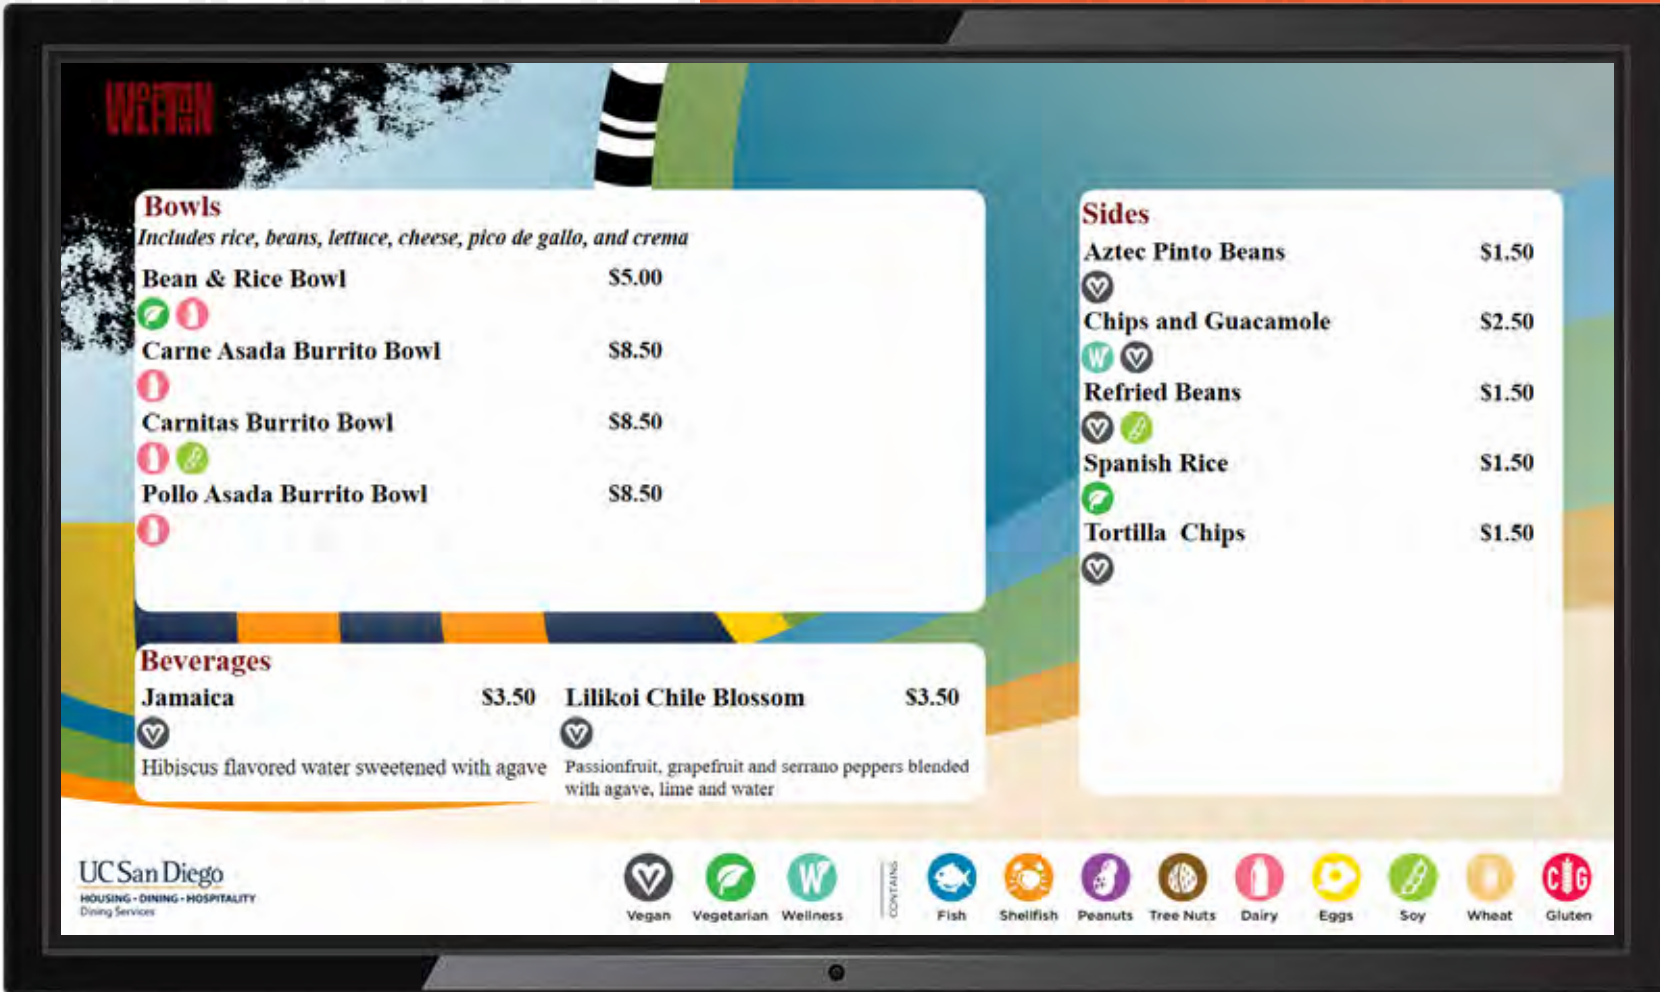 WOLFTOWN
Bowls
Includes rice, beans, lettuce, cheese, pico de gallo, and crema
Bean & Rice Bowl $5.00
Carne Asada Burrito Bowl $8.50
Carnitas Burrito Bowl $8.50
Pollo Asada Burrito Bowl $8.50
Sides
Aztec Pinto Beans $1.50
Chips and Guacamole $2.50
W
Refried Beans $1.50
Spanish Rice $1.50
Tortilla Chips $1.50
Beverages
Jamaica $3.50
Hibiscus flavored water sweetened with agave
Lilikoi Chile Blossom $3.50
Passionfruit, grapefruit and serrano peppers blended
with agave, lime and water
UC San Diego
HOUSING • DINING • HOSPITALITY
Dining Services
W
CONTAINS
C G
Vegan Vegetarian Wellness Fish Shellfish Peanuts Tree Nuts Dairy Eggs Soy Wheat Gluten